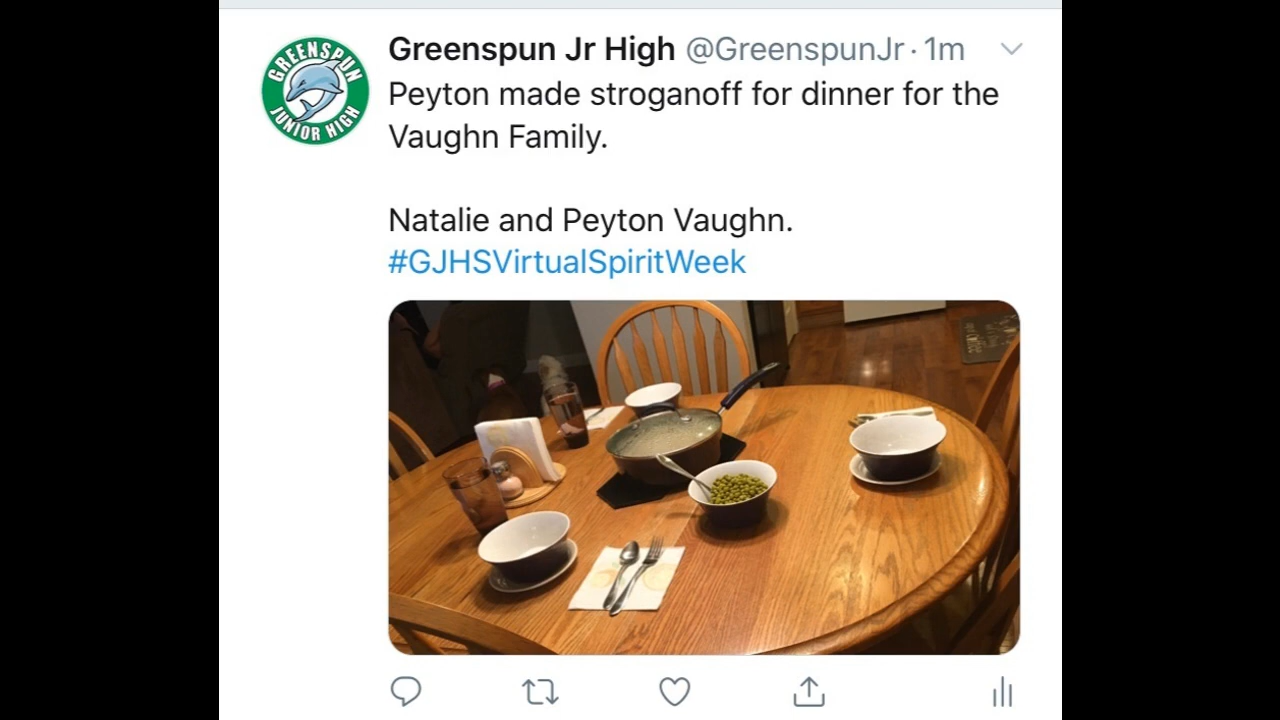 GREENSPUN
JUNIOR HIGH
Greenspun Jr High @GreenspunJr · 1m
Peyton made stroganoff for dinner for the
Vaughn Family.
Natalie and Peyton Vaughn.
#GJHSVirtualSpiritWeek